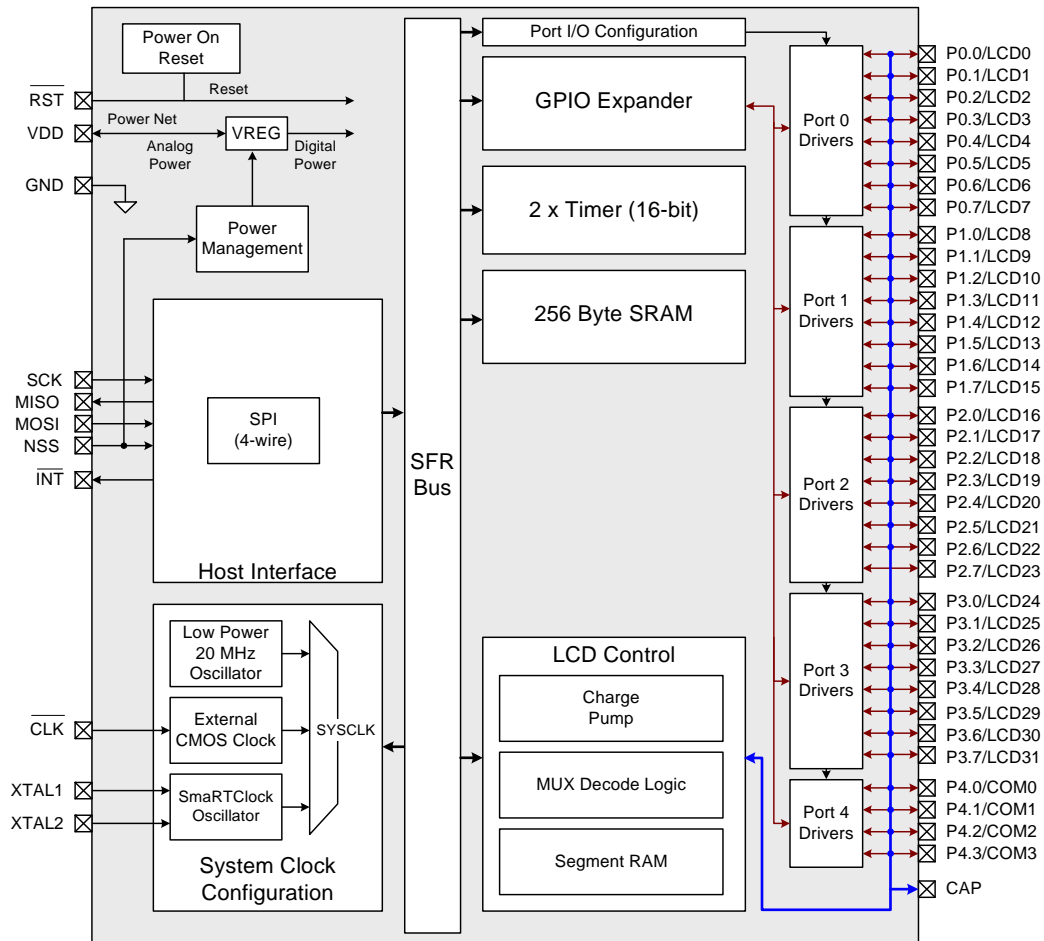 Power On
Reset
RST
Reset
VDD
Power Net
Analog
Power
VREG
Digital
Power
GND
Power
Management
SCK
MISO
MOSI
NSS
INT
SPI
(4-wire)
Host Interface
Low Power
20 MHz
Oscillator
CLK
External
CMOS Clock
SYSCLK
XTAL1
XTAL2
SmaRTClock
Oscillator
System Clock
Configuration
SFR
Bus
Port I/O Configuration
GPIO Expander
2 x Timer (16-bit)
256 Byte SRAM
LCD Control
Charge
Pump
MUX Decode Logic
Segment RAM
Port 0
Drivers
Port 1
Drivers
Port 2
Drivers
Port 3
Drivers
Port 4
Drivers
P0.0/LCD0
P0.1/LCD1
P0.2/LCD2
P0.3/LCD3
P0.4/LCD4
P0.5/LCD5
P0.6/LCD6
P0.7/LCD7
P1.0/LCD8
P1.1/LCD9
P1.2/LCD10
P1.3/LCD11
P1.4/LCD12
P1.5/LCD13
P1.6/LCD14
P1.7/LCD15
P2.0/LCD16
P2.1/LCD17
P2.2/LCD18
P2.3/LCD19
P2.4/LCD20
P2.5/LCD21
P2.6/LCD22
P2.7/LCD23
P3.0/LCD24
P3.1/LCD25
P3.2/LCD26
P3.3/LCD27
P3.4/LCD28
P3.5/LCD29
P3.6/LCD30
P3.7/LCD31
P4.0/COM0
P4.1/COM1
P4.2/COM2
P4.3/COM3
CAP